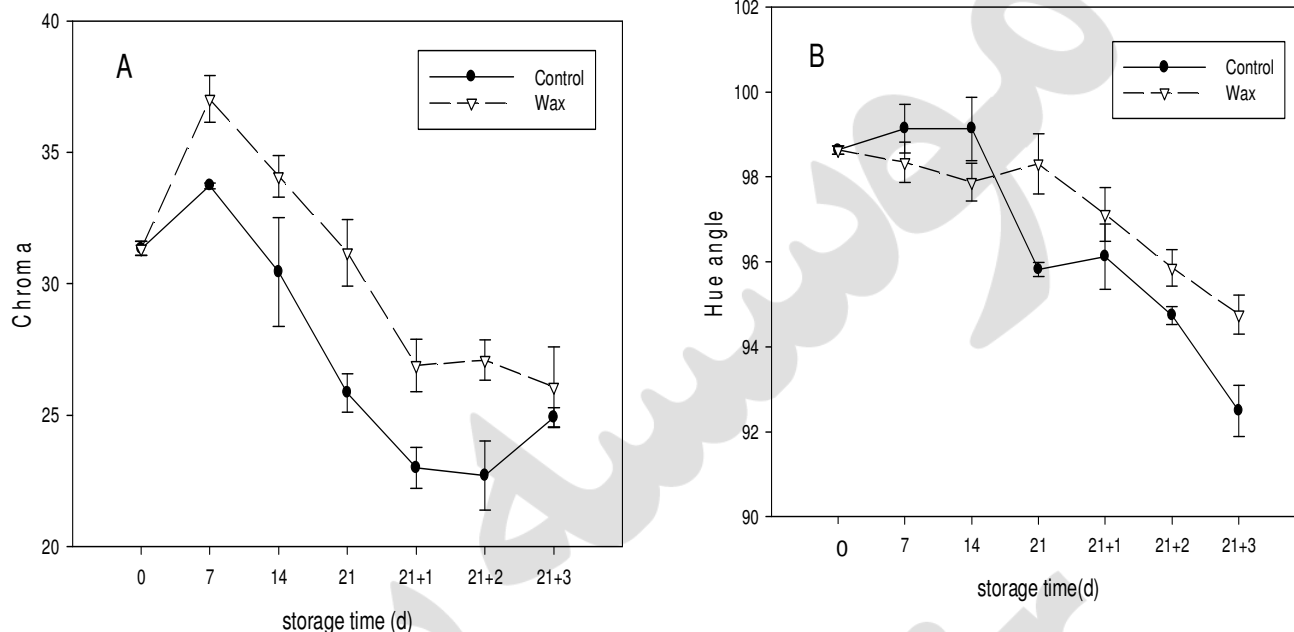 A
Control
Wax
Chroma
40
35
30
25
20
0 7 14 21 21+1 21+2 21+3
storage time (d)
B
Control
Wax
Hue angle
102
100
98
96
94
92
90
0 7 14 21 21+1 21+2 21+3
storage time(d)